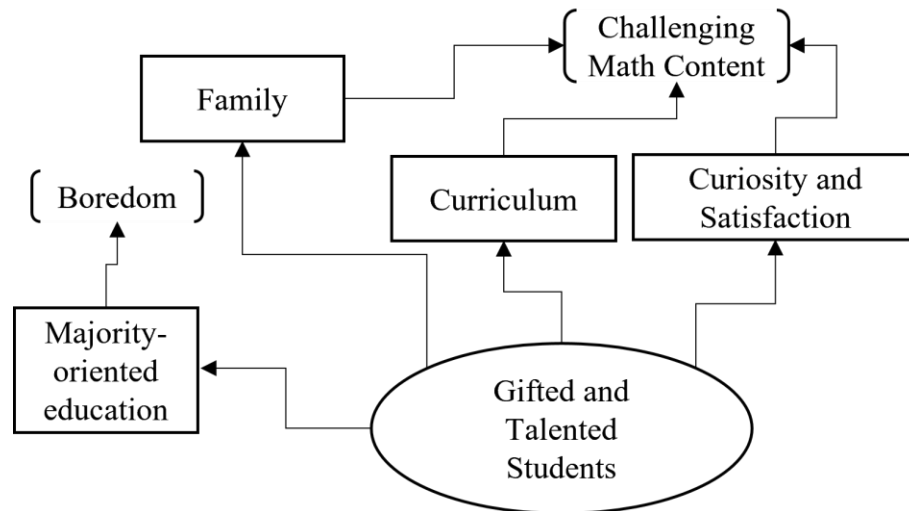 Challenging
Math Content
Family
Curriculum
Curiosity and
Satisfaction
Boredom
Majority-
oriented
education
Gifted and
Talented
Students